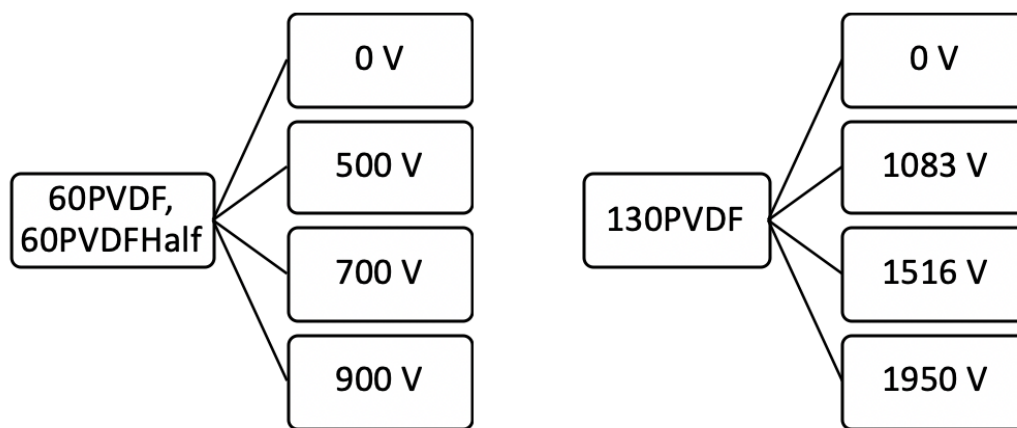 60PVDF,
60PVDFHalf
0 V
500 V
700 V
900 V
130PVDF
0 V
1083 V
1516 V
1950 V